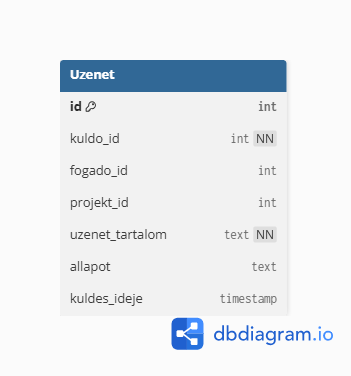 Uzenet
id int
kuldo_id int NN
fogado_id int
projekt_id int
uzenet_tartalom text NN
allapot text
kuldes_ideje timestamp
dbdiagram.io